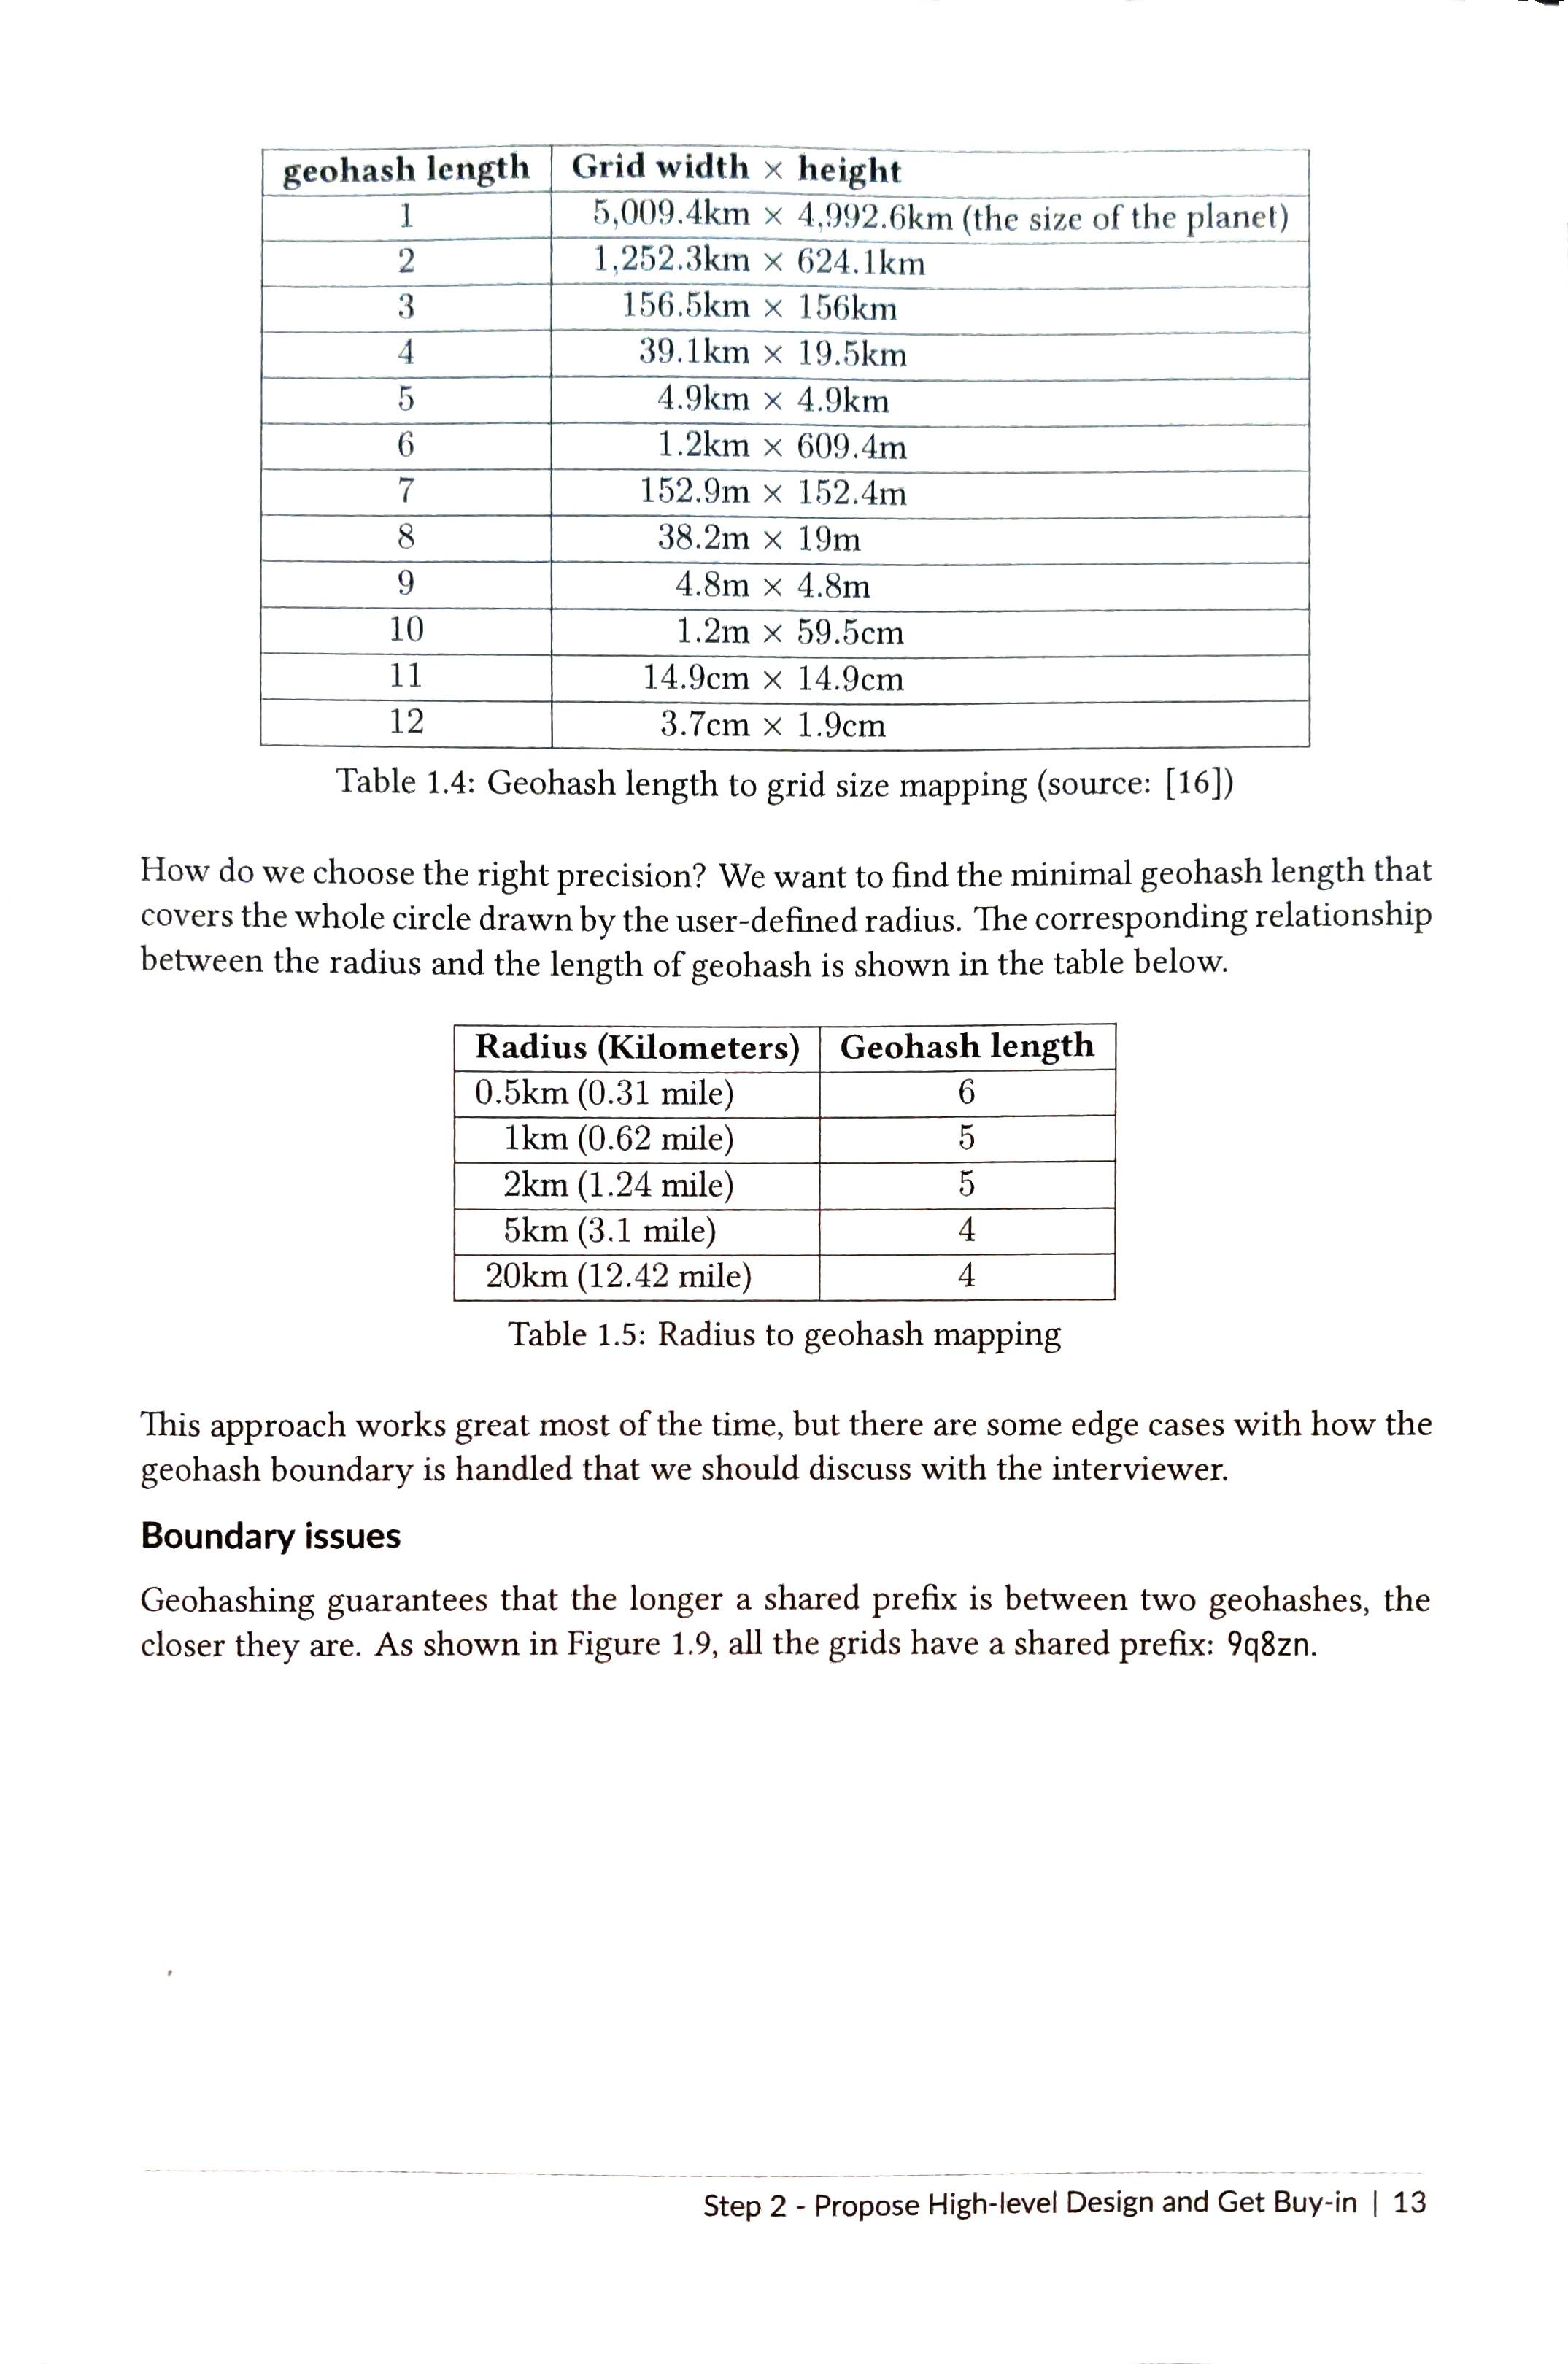 geohash length Grid width × height
1 5,009.4km × 4,992.6km (the size of the planet)
2 1,252.3km × 624.1km
3 156.5km × 156km
4 39.1km × 19.5km
5 4.9km × 4.9km
6 1.2km × 609.4m
7 152.9m × 152.4m
8 38.2m × 19m
9 4.8m × 4.8m
10 1.2m × 59.5cm
11 14.9cm × 14.9cm
12 3.7cm × 1.9cm
Table 1.4: Geohash length to grid size mapping (source: [16])
How do we choose the right precision? We want to find the minimal geohash length that
covers the whole circle drawn by the user-defined radius. The corresponding relationship
between the radius and the length of geohash is shown in the table below.
Radius (Kilometers) Geohash length
0.5km (0.31 mile) 6
1km (0.62 mile) 5
2km (1.24 mile) 5
5km (3.1 mile) 4
20km (12.42 mile) 4
Table 1.5: Radius to geohash mapping
This approach works great most of the time, but there are some edge cases with how the
geohash boundary is handled that we should discuss with the interviewer.
Boundary issues
Geohashing guarantees that the longer a shared prefix is between two geohashes, the
closer they are. As shown in Figure 1.9, all the grids have a shared prefix: 9q8zn.
Step 2 - Propose High-level Design and Get Buy-in | 13